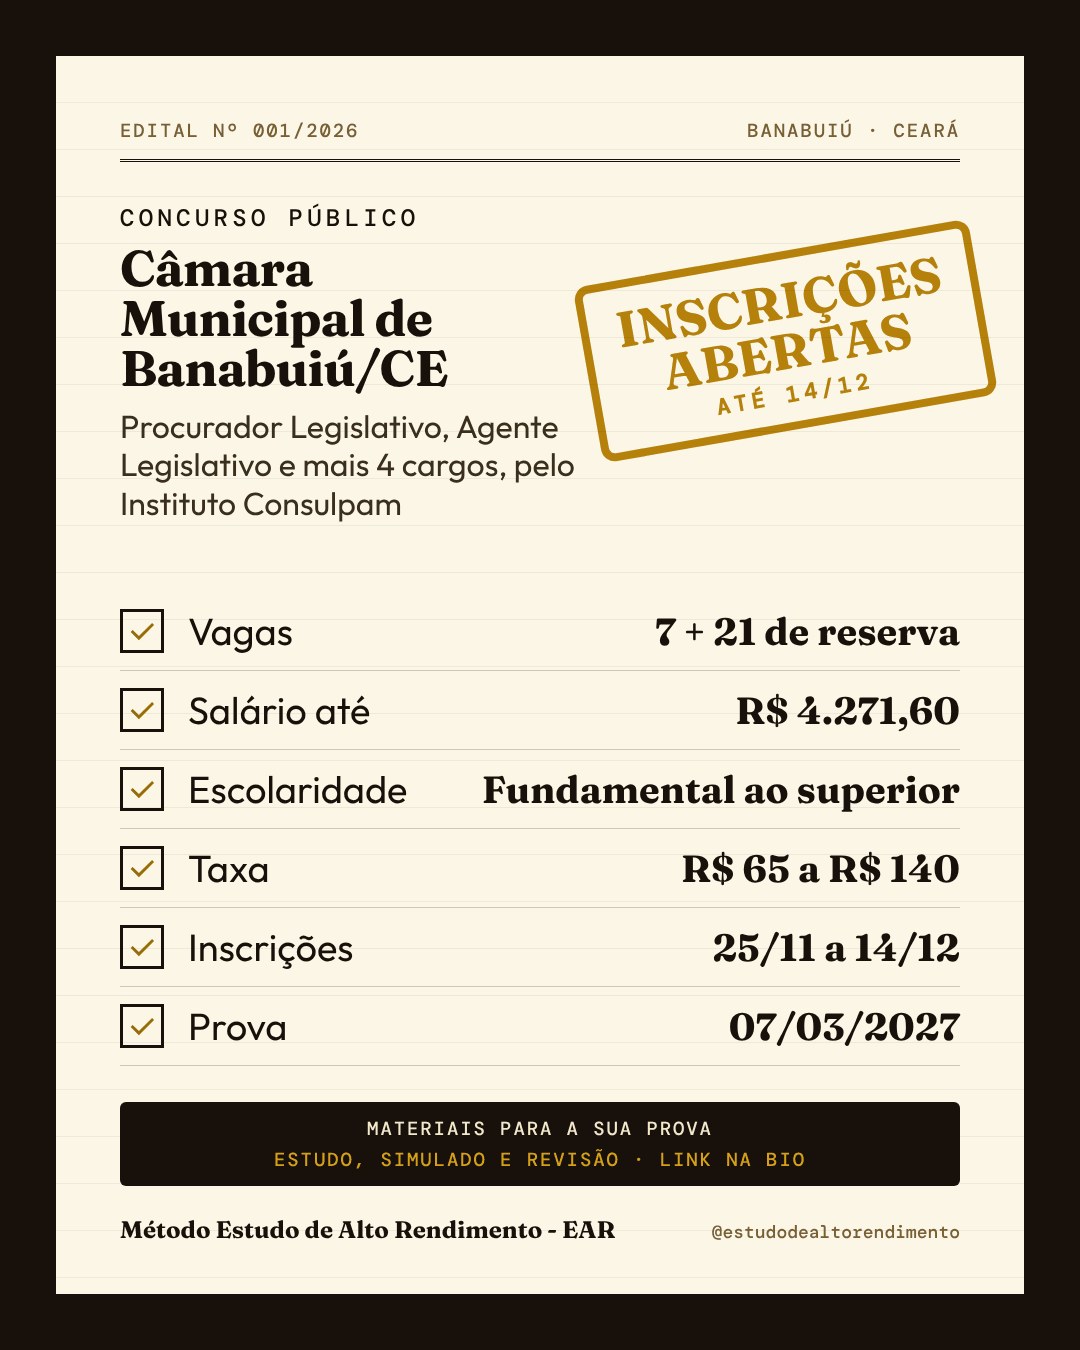 EDITAL Nº 001/2026
BANABUIÚ · CEARÁ
CONCURSO PÚBLICO
Câmara
Municipal de
Banabuiú/CE
INSCRIÇÕES
ABERTAS
ATÉ 14/12
Procurador Legislativo, Agente
Legislativo e mais 4 cargos, pelo
Instituto Consulpam
Vagas 7 + 21 de reserva
Salário até R$ 4.271,60
Escolaridade Fundamental ao superior
Taxa R$ 65 a R$ 140
Inscrições 25/11 a 14/12
Prova 07/03/2027
MATERIAIS PARA A SUA PROVA
ESTUDO, SIMULADO E REVISÃO · LINK NA BIO
Método Estudo de Alto Rendimento - EAR
@estudodealtorendimento